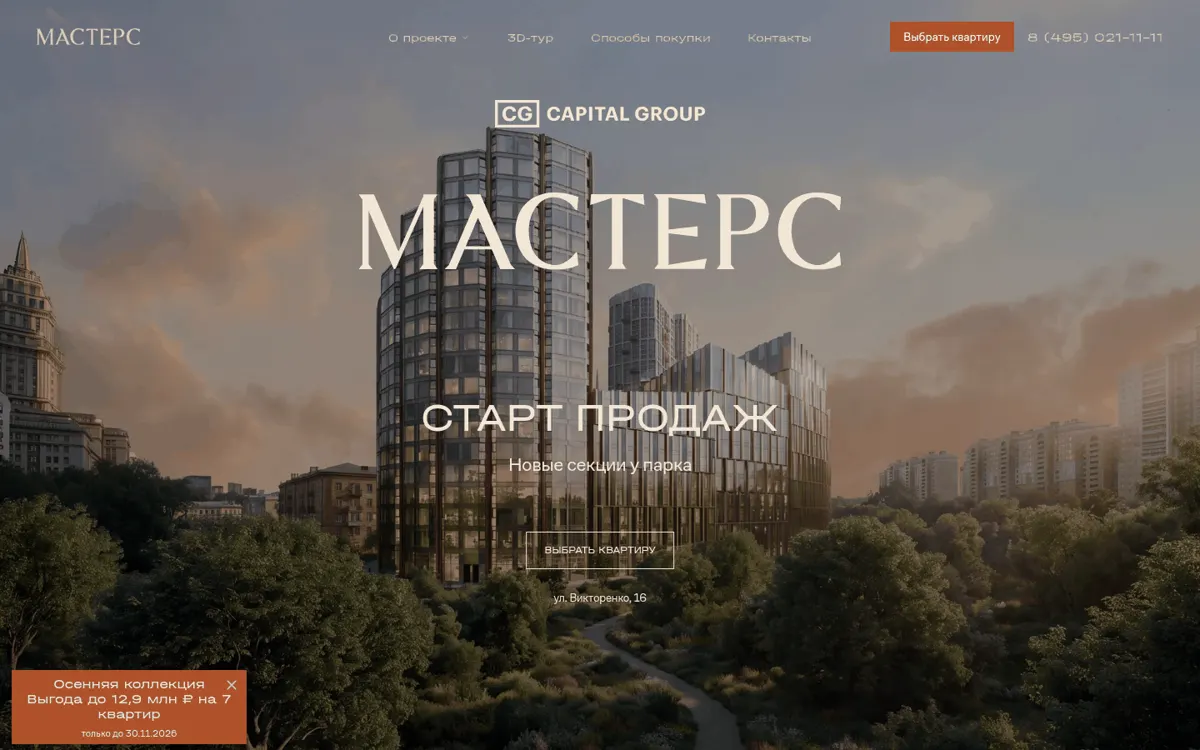 МАСТЕРС
О проекте
3D-тур
Способы покупки
Контакты
Выбрать квартиру
8 (495) 021-11-11
CG CAPITAL GROUP
МАСТЕРС
СТАРТ ПРОДАЖ
Новые секции у парка
ВЫБРАТЬ КВАРТИРУ
ул. Викторенко, 16
Осенняя коллекция
Выгода до 12,9 млн ₽ на 7
квартир
только до 30.11.2026